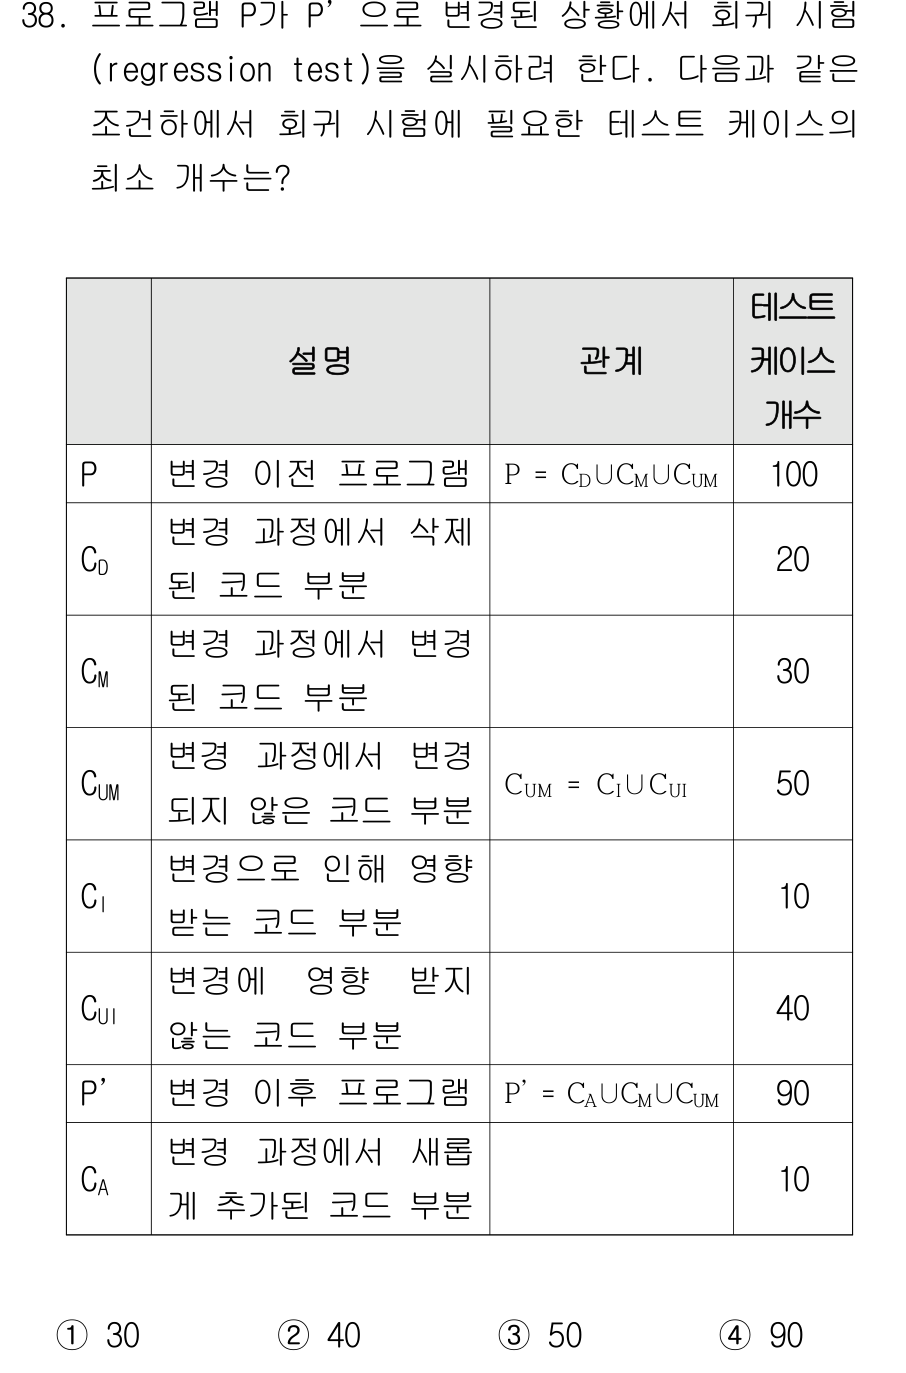 38. 프로그램 P가 P’ 으로 변경된 상황에서 회귀 시험
(regression test)을 실시하려 한다. 다음과 같은
조건하에서 회귀 시험에 필요한 테스트 케이스의
최소 개수는?
설명 관계 테스트 케이스 개수
P 변경 이전 프로그램 P = C_D∪C_M∪C_UM 100
C_D 변경 과정에서 삭제
된 코드 부분 20
C_M 변경 과정에서 변경
된 코드 부분 30
C_UM 변경 과정에서 변경
되지 않은 코드 부분 C_UM = C_I∪C_UI 50
C_I 변경으로 인해 영향
받는 코드 부분 10
C_UI 변경에 영향 받지
않는 코드 부분 40
P’ 변경 이후 프로그램 P’ = C_A∪C_M∪C_UM 90
C_A 변경 과정에서 새롭
게 추가된 코드 부분 10
① 30 ② 40 ③ 50 ④ 90